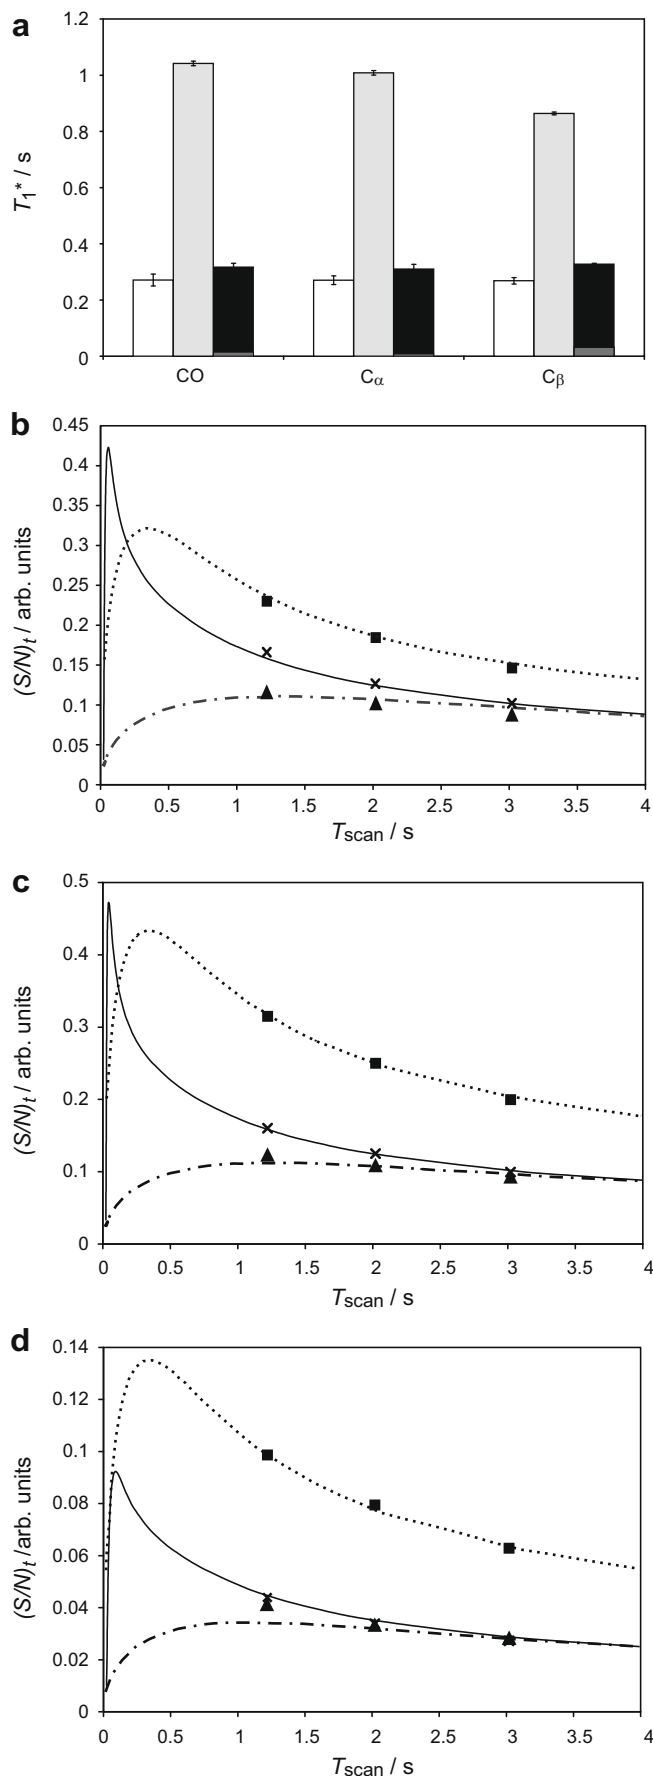 a
1.2
1
0.8
0.6
0.4
0.2
0
T1* / s
CO
Cα
Cβ
b
0.45
0.4
0.35
0.3
0.25
0.2
0.15
0.1
0.05
0
(S/N)t / arb. units
0 0.5 1 1.5 2 2.5 3 3.5 4
Tscan / s
c
0.5
0.4
0.3
0.2
0.1
0
(S/N)t / arb. units
0 0.5 1 1.5 2 2.5 3 3.5 4
Tscan / s
d
0.14
0.12
0.1
0.08
0.06
0.04
0.02
0
(S/N)t /arb. units
0 0.5 1 1.5 2 2.5 3 3.5 4
Tscan / s